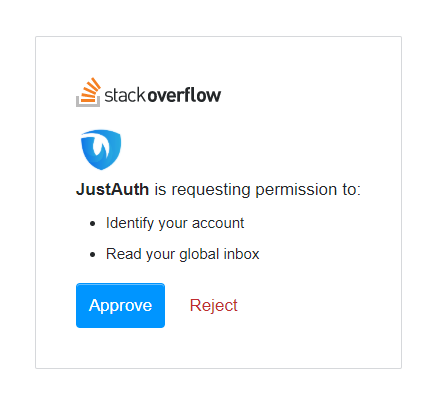 stackoverflow
JustAuth is requesting permission to:
Identify your account
Read your global inbox
Approve Reject